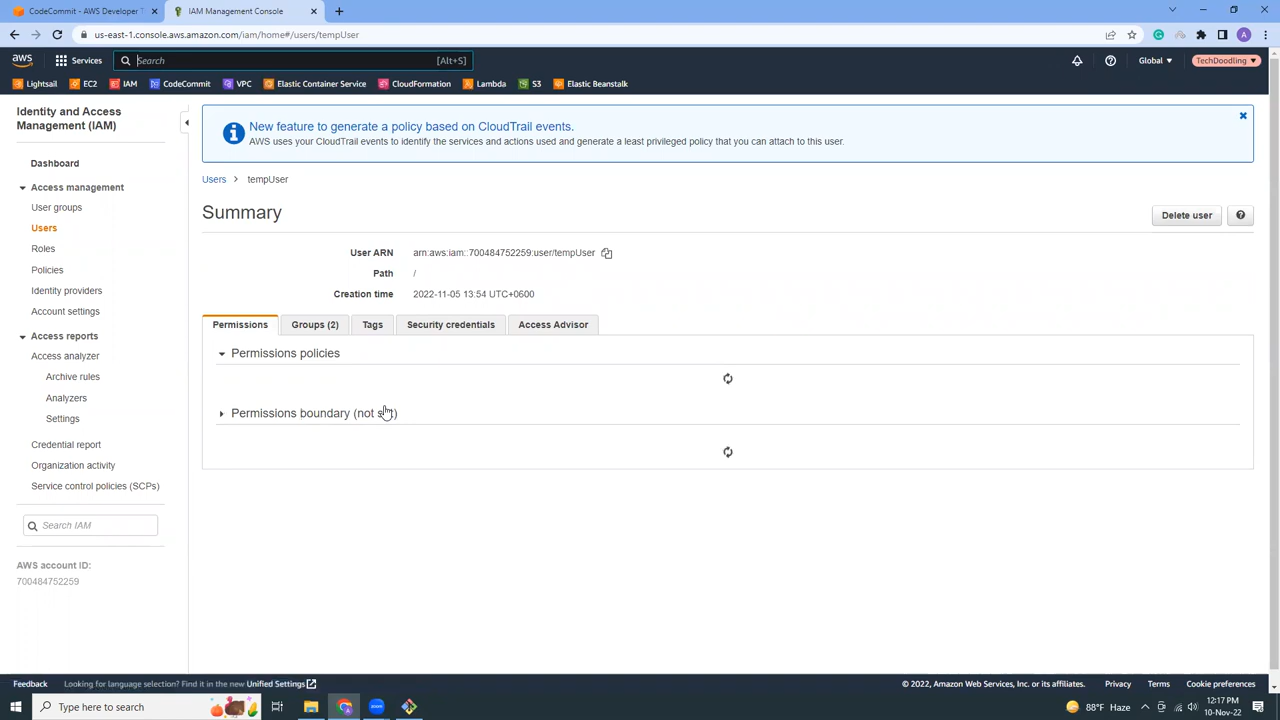 CodeCommit - AWS Developer T
IAM Management Console
us-east-1.console.aws.amazon.com/iam/home#/users/tempUser
A
aws
Services
Search
[Alt+S]
Global
TechDoodling
Lightsail
EC2
IAM
CodeCommit
VPC
Elastic Container Service
CloudFormation
Lambda
S3
Elastic Beanstalk
Identity and Access
Management (IAM)
Dashboard
Access management
User groups
Users
Roles
Policies
Identity providers
Account settings
Access reports
Access analyzer
Archive rules
Analyzers
Settings
Credential report
Organization activity
Service control policies (SCPs)
Search IAM
AWS account ID:
700484752259
New feature to generate a policy based on CloudTrail events.
AWS uses your CloudTrail events to identify the services and actions used and generate a least privileged policy that you can attach to this user.
Users > tempUser
Summary
Delete user
User ARN arn:aws:iam::700484752259:user/tempUser
Path /
Creation time 2022-11-05 13:54 UTC+0600
Permissions
Groups (2)
Tags
Security credentials
Access Advisor
Permissions policies
Permissions boundary (not set)
Feedback
Looking for language selection? Find it in the new Unified Settings
© 2022, Amazon Web Services, Inc. or its affiliates.
Privacy
Terms
Cookie preferences
Type here to search
zoom
88°F Haze
12:17 PM
10-Nov-22